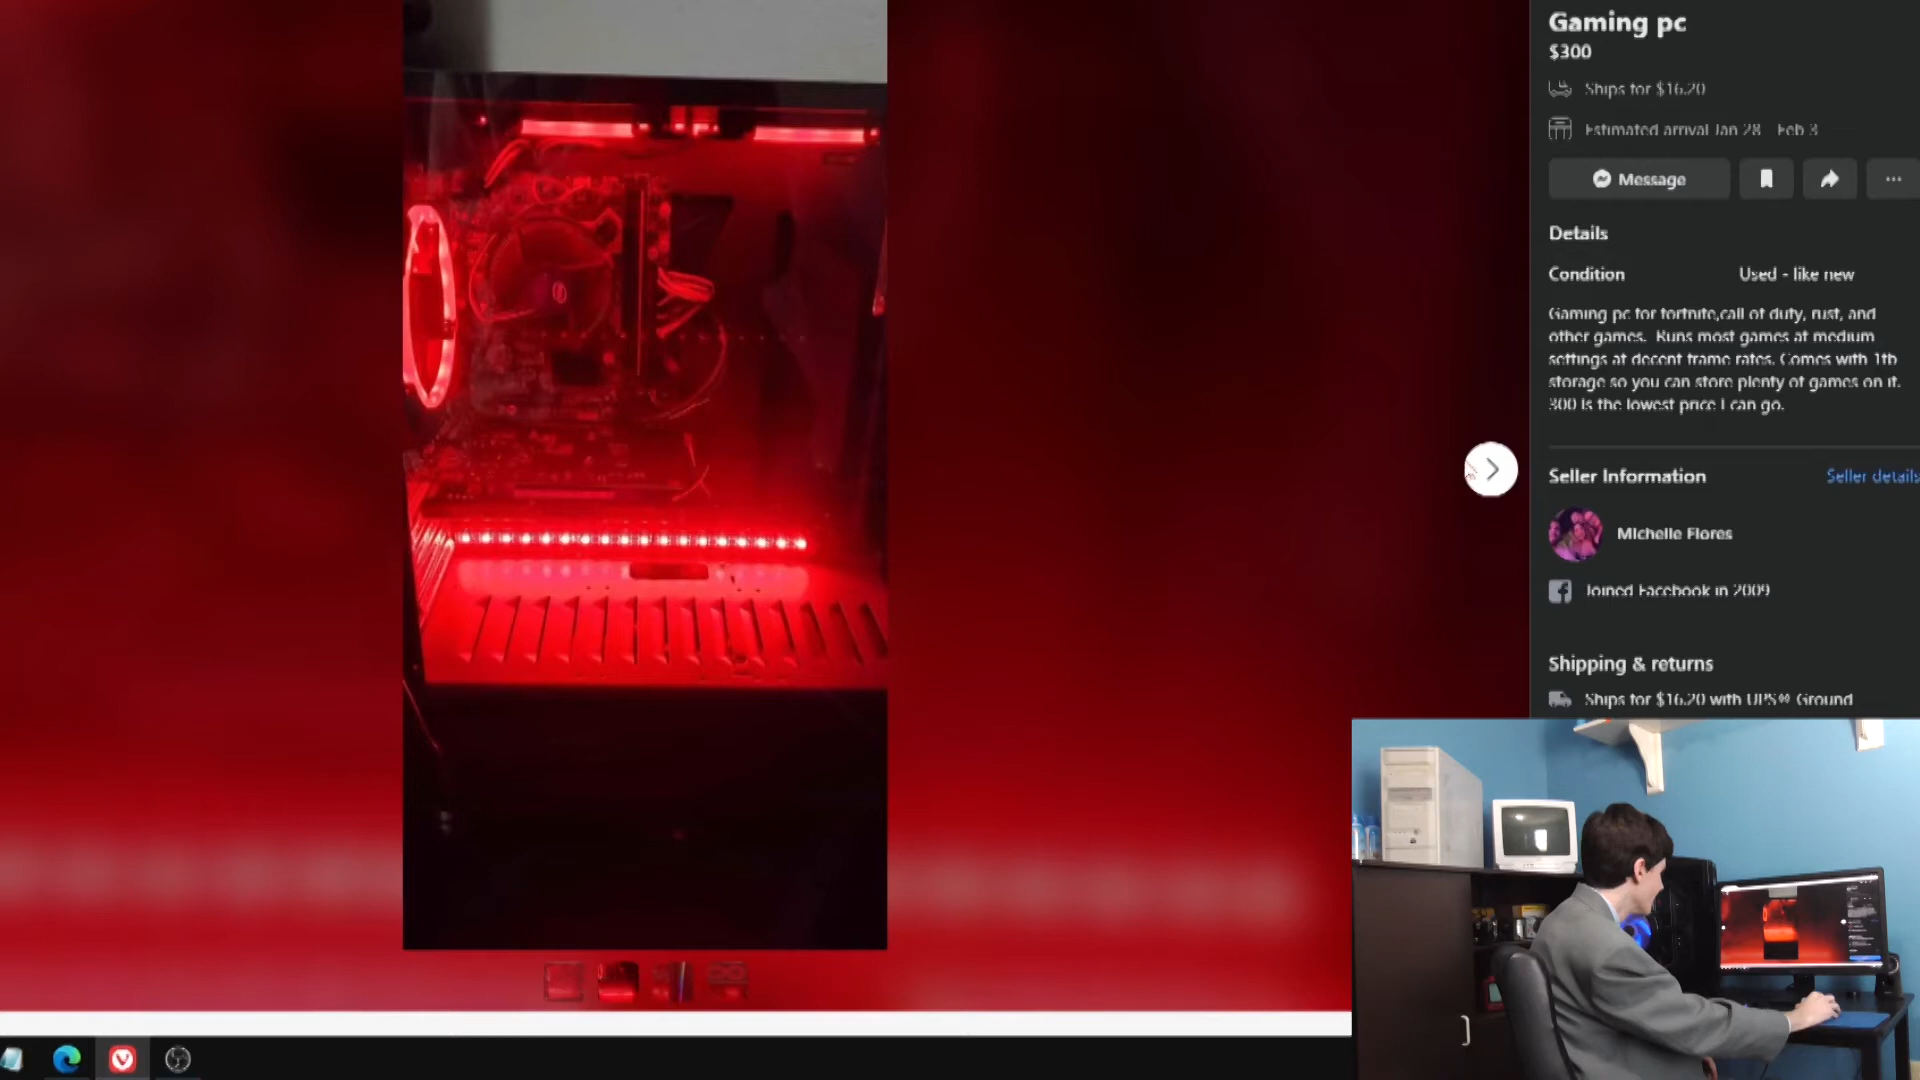 Gaming pc
$300
Ships for $16.20
Estimated arrival Jan 28 Feb 3
Message
Details
Condition Used - like new
Gaming pc for fortnite,call of duty, rust, and
other games. Runs most games at medium
settings at decent frame rates. Comes with 1tb
storage so you can store plenty of games on it.
300 is the lowest price I can go.
Seller Information Seller details
Michelle Flores
Joined Facebook in 2009
Shipping & returns
Ships for $16.20 with UPS® Ground